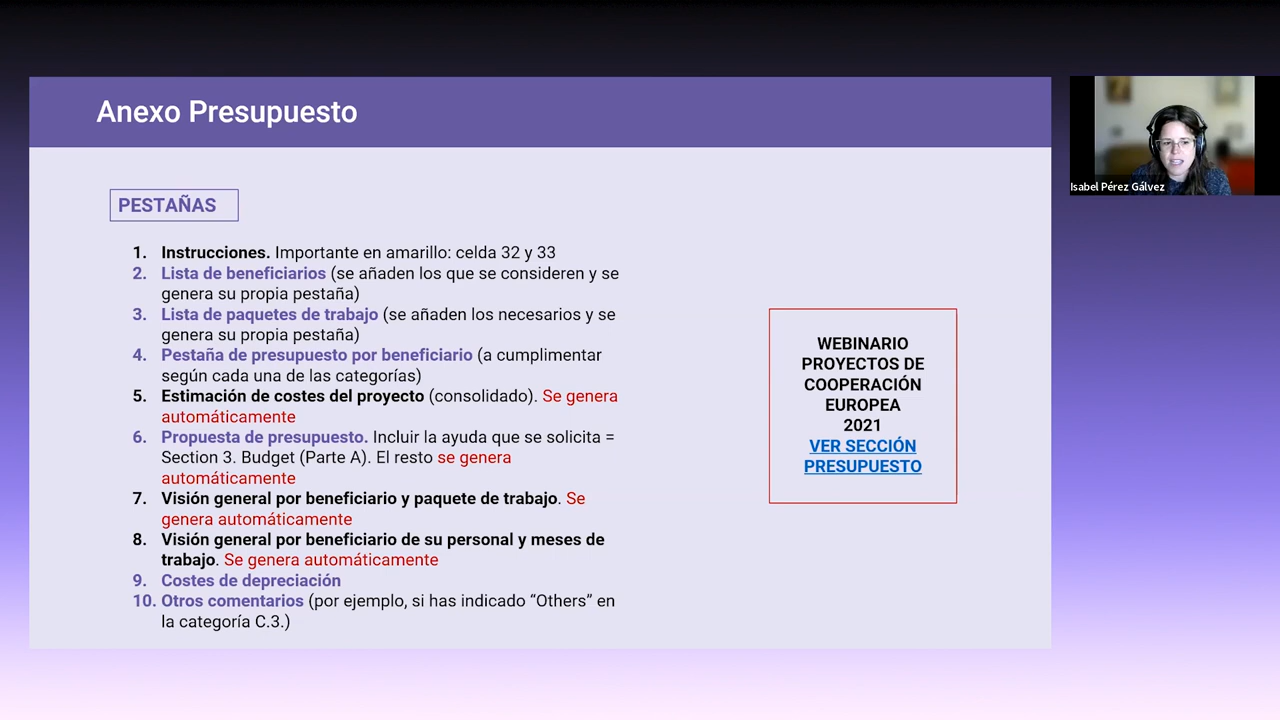 Anexo Presupuesto
PESTAÑAS
1. Instrucciones. Importante en amarillo: celda 32 y 33
2. Lista de beneficiarios (se añaden los que se consideren y se
genera su propia pestaña)
3. Lista de paquetes de trabajo (se añaden los necesarios y se
genera su propia pestaña)
4. Pestaña de presupuesto por beneficiario (a cumplimentar
según cada una de las categorías)
5. Estimación de costes del proyecto (consolidado). Se genera
automáticamente
6. Propuesta de presupuesto. Incluir la ayuda que se solicita =
Section 3. Budget (Parte A). El resto se genera
automáticamente
7. Visión general por beneficiario y paquete de trabajo. Se
genera automáticamente
8. Visión general por beneficiario de su personal y meses de
trabajo. Se genera automáticamente
9. Costes de depreciación
10. Otros comentarios (por ejemplo, si has indicado “Others” en
la categoría C.3.)
WEBINARIO
PROYECTOS DE
COOPERACIÓN
EUROPEA
2021
VER SECCIÓN
PRESUPUESTO
Isabel Pérez Gálvez